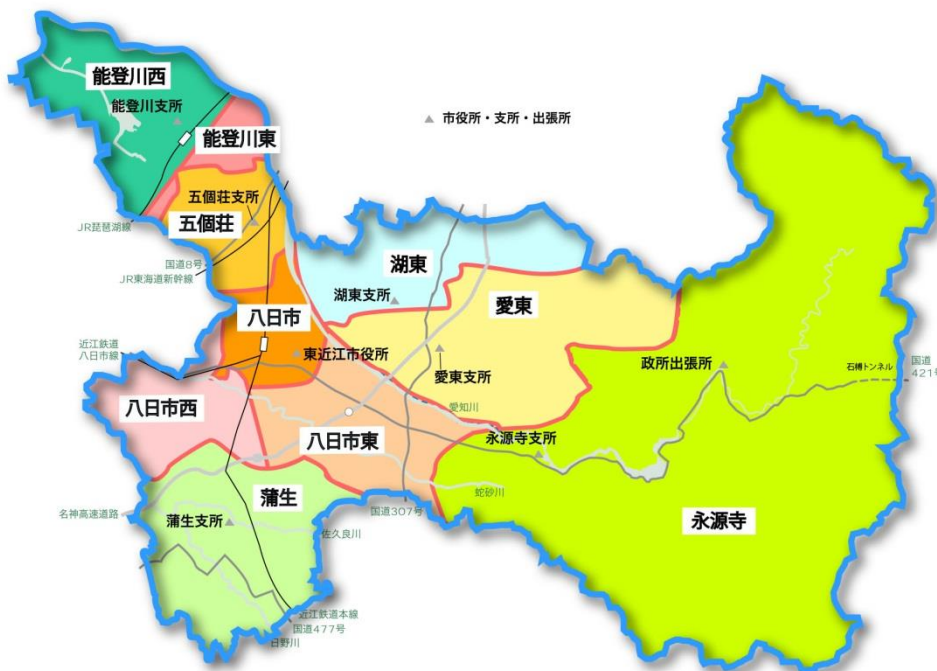 能登川西
能登川支所
能登川東
市役所・支所・出張所
五個荘支所
五個荘
JR琵琶湖線
国道8号
JR東海道新幹線
湖東
湖東支所
愛東
八日市
近江鉄道
八日市線
東近江市役所
愛東支所
政所出張所
石榑トンネル
国道
421号
八日市西
愛知川
八日市東
永源寺支所
蛇砂川
蒲生
国道307号
名神高速道路
蒲生支所
佐久良川
永源寺
近江鉄道本線
国道477号
日野川